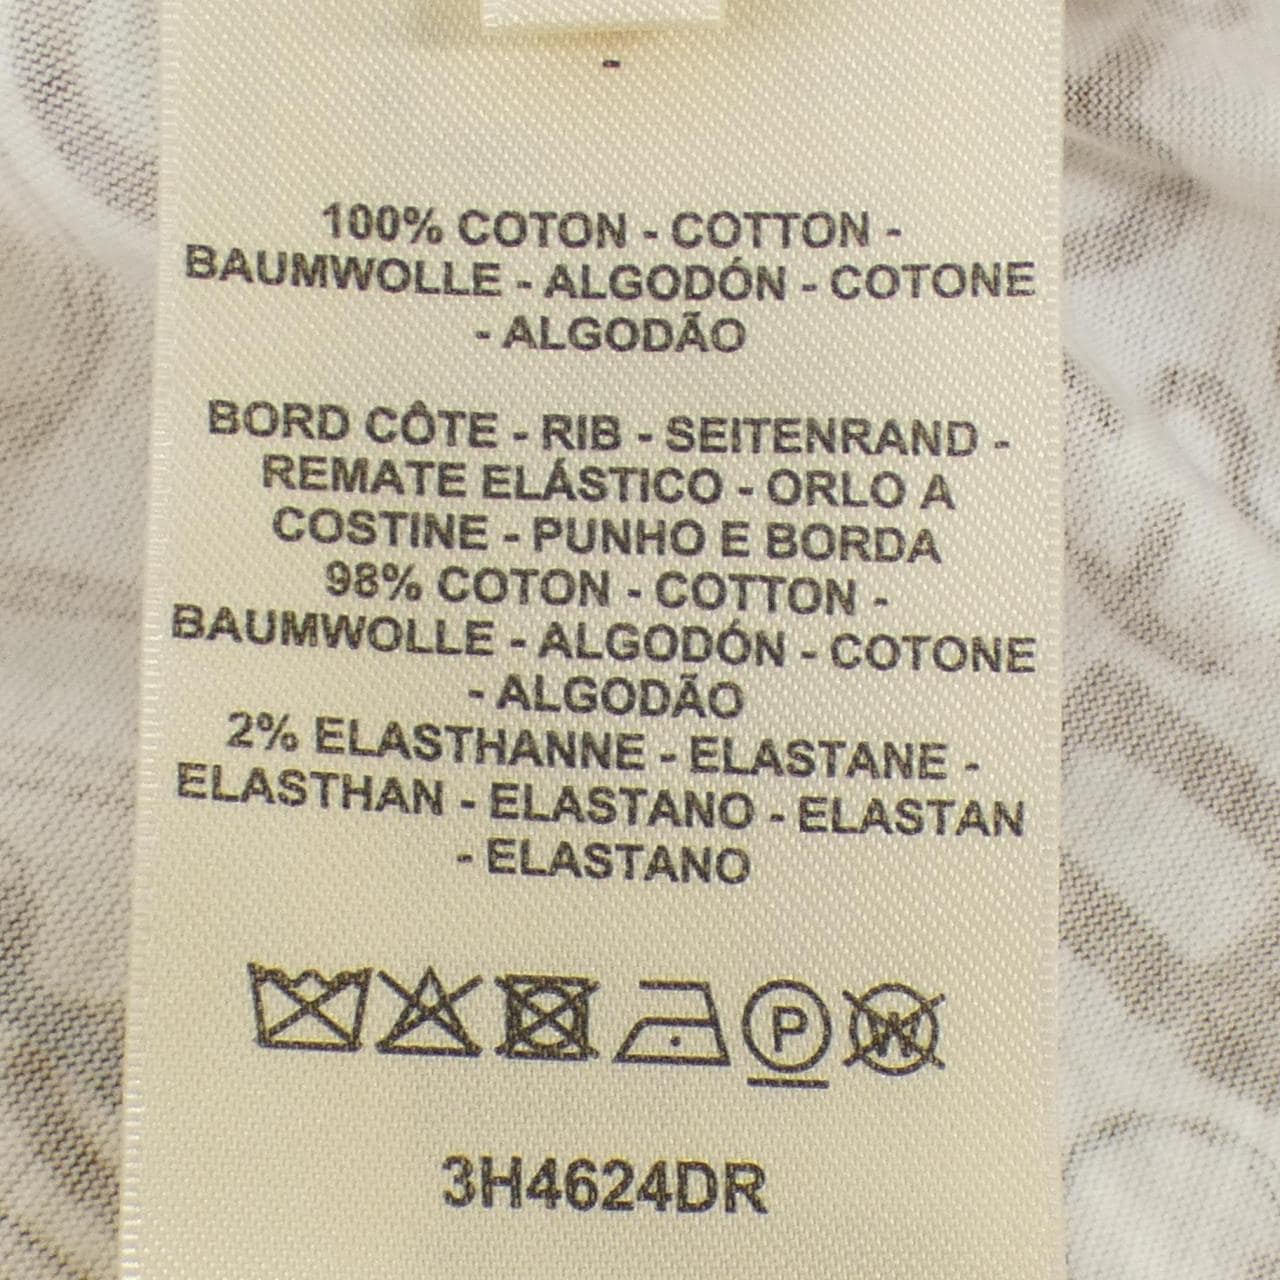 -
100% COTON - COTTON -
BAUMWOLLE - ALGODÓN - COTONE
- ALGODÃO
BORD CÔTE - RIB - SEITENRAND -
REMATE ELÁSTICO - ORLO A
COSTINE - PUNHO E BORDA
98% COTON - COTTON -
BAUMWOLLE - ALGODÓN - COTONE
- ALGODÃO
2% ELASTHANNE - ELASTANE -
ELASTHAN - ELASTANO - ELASTAN
- ELASTANO
P W
3H4624DR